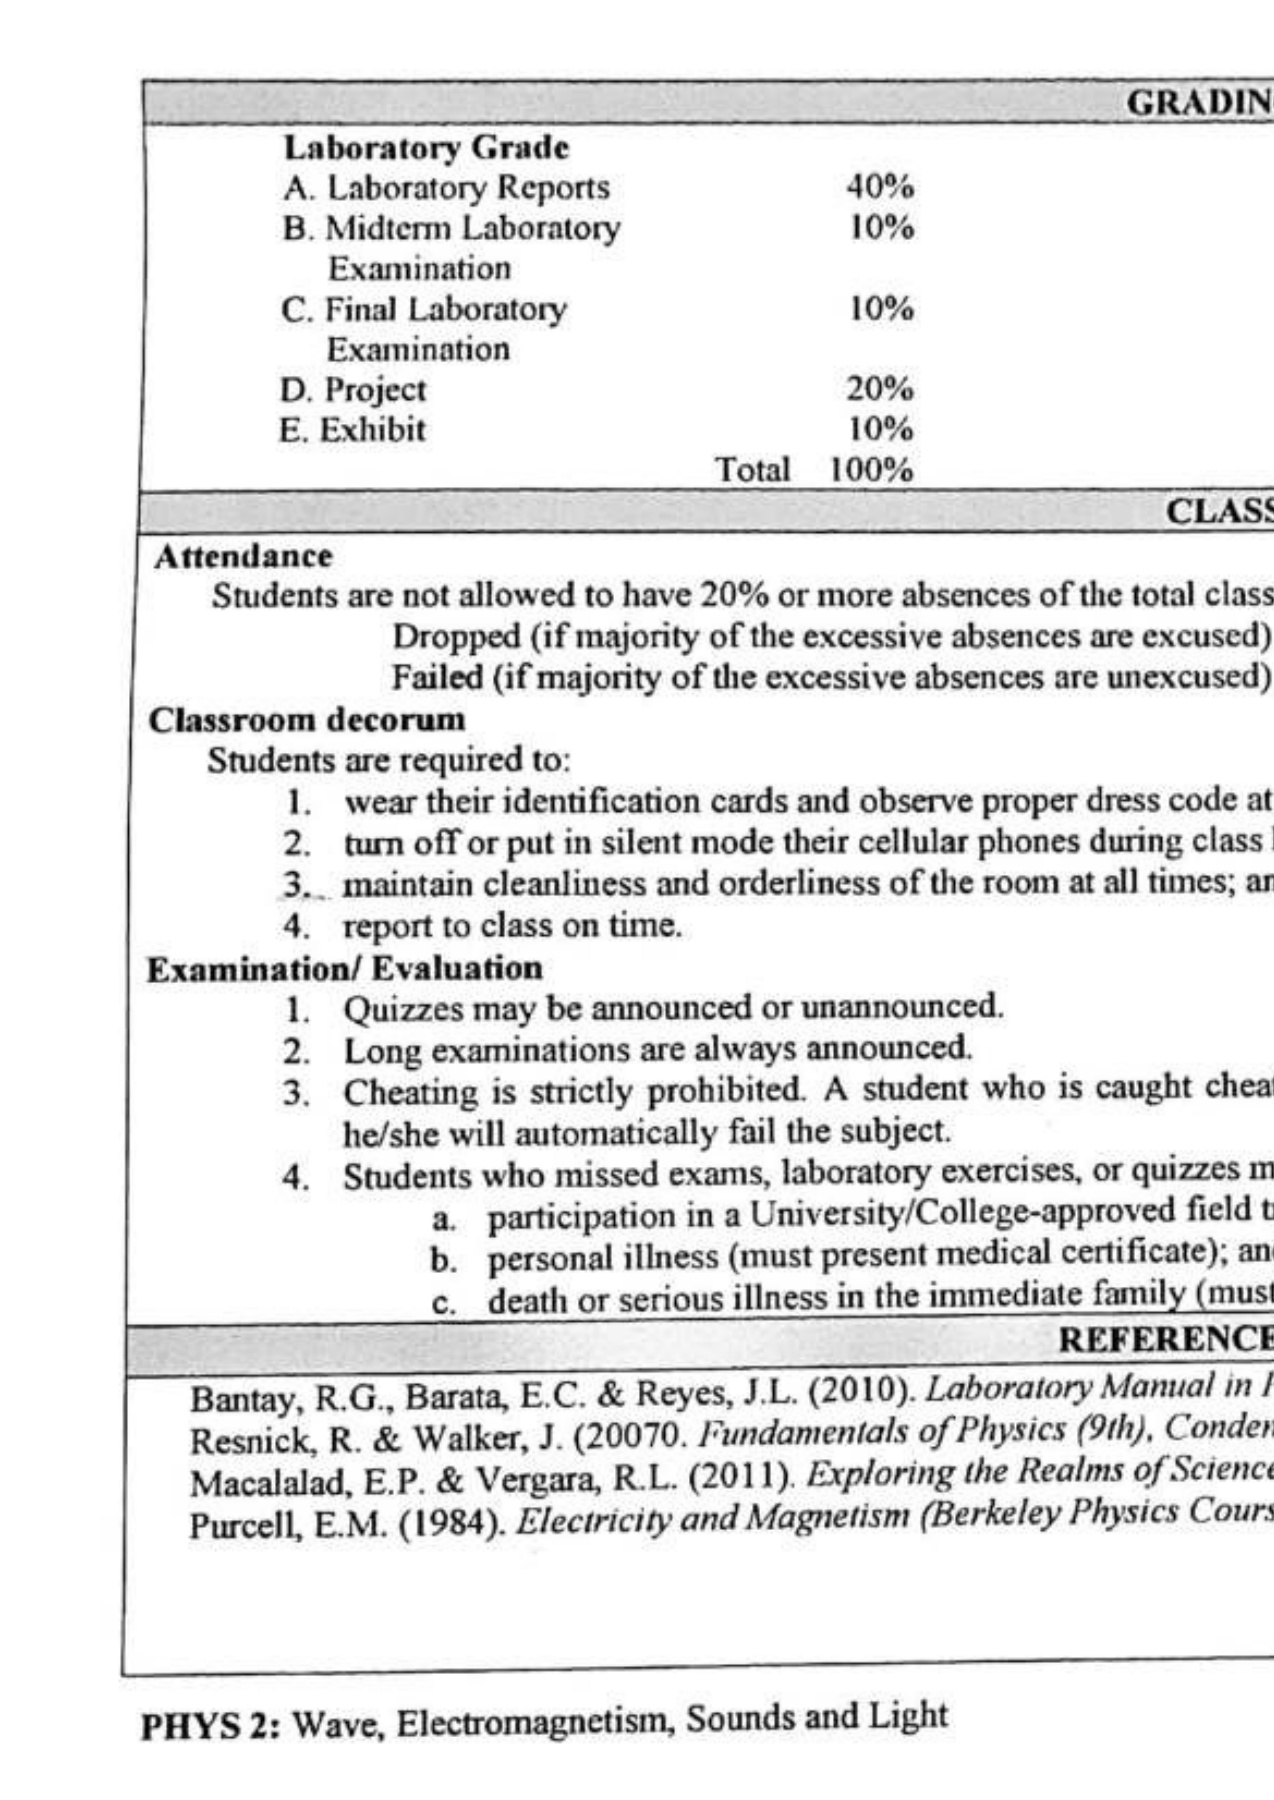 GRADIN
Laboratory Grade
A. Laboratory Reports 40%
B. Midterm Laboratory 10%
Examination
C. Final Laboratory 10%
Examination
D. Project 20%
E. Exhibit 10%
Total 100%
CLASS
Attendance
Students are not allowed to have 20% or more absences of the total class
Dropped (if majority of the excessive absences are excused)
Failed (if majority of the excessive absences are unexcused)
Classroom decorum
Students are required to:
1. wear their identification cards and observe proper dress code at
2. turn off or put in silent mode their cellular phones during class
3. maintain cleanliness and orderliness of the room at all times; an
4. report to class on time.
Examination/ Evaluation
1. Quizzes may be announced or unannounced.
2. Long examinations are always announced.
3. Cheating is strictly prohibited. A student who is caught cheat
he/she will automatically fail the subject.
4. Students who missed exams, laboratory exercises, or quizzes m
a. participation in a University/College-approved field t
b. personal illness (must present medical certificate); an
c. death or serious illness in the immediate family (must
REFERENCE
Bantay, R.G., Barata, E.C. & Reyes, J.L. (2010). Laboratory Manual in
Resnick, R. & Walker, J. (20070. Fundamentals of Physics (9th), Conden
Macalalad, E.P. & Vergara, R.L. (2011). Exploring the Realms of Science
Purcell, E.M. (1984). Electricity and Magnetism (Berkeley Physics Cours
PHYS 2: Wave, Electromagnetism, Sounds and Light